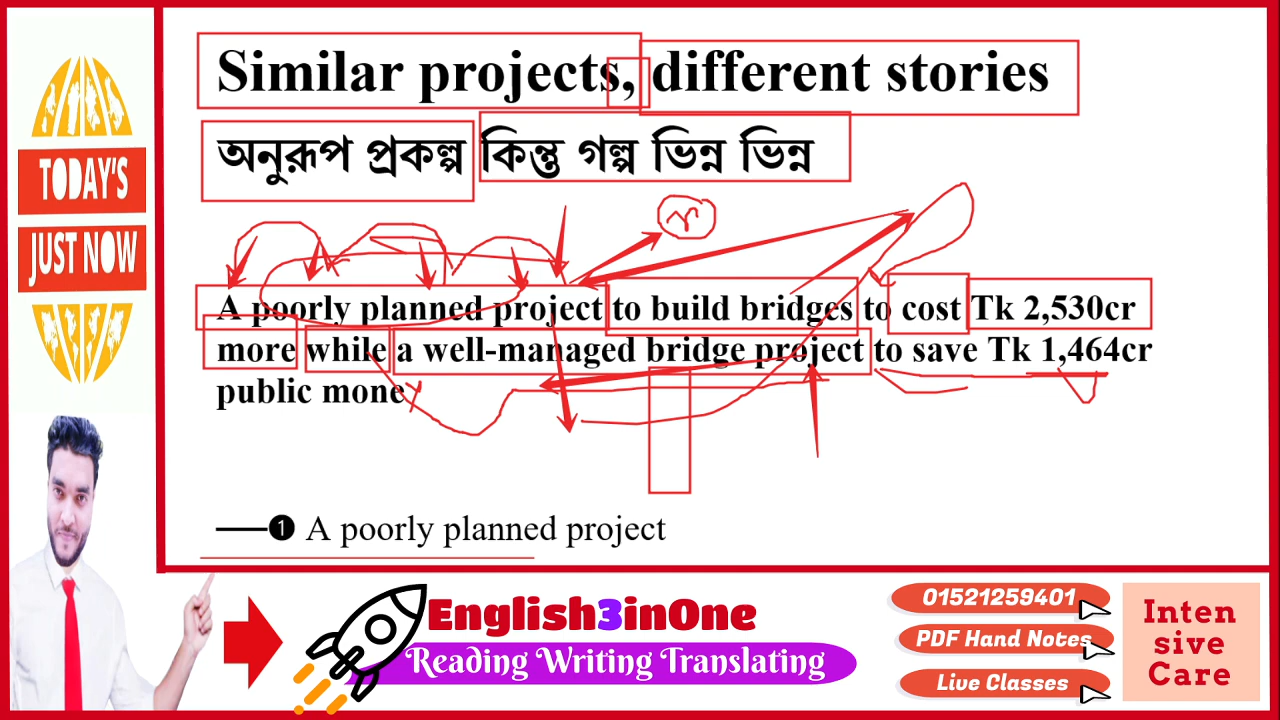 Similar projects, different stories
অনুরূপ প্রকল্প কিন্তু গল্প ভিন্ন ভিন্ন
A poorly planned project to build bridges to cost Tk 2,530cr
more while a well-managed bridge project to save Tk 1,464cr
public money
❶ A poorly planned project
TODAY'S
JUST NOW
English3inOne
Reading Writing Translating
01521259401
PDF Hand Notes
Live Classes
Inten
sive
Care